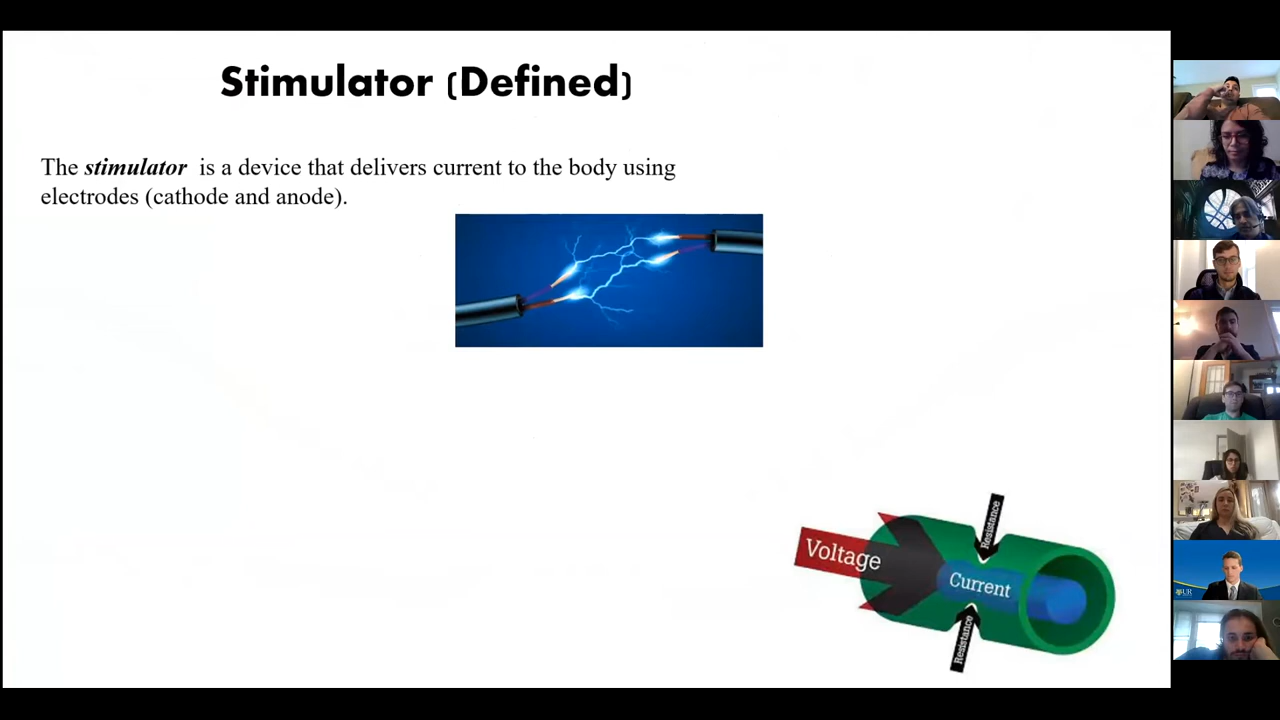 Stimulator (Defined)
The stimulator is a device that delivers current to the body using
electrodes (cathode and anode).
Voltage
Resistance
Current
Resistance
UR